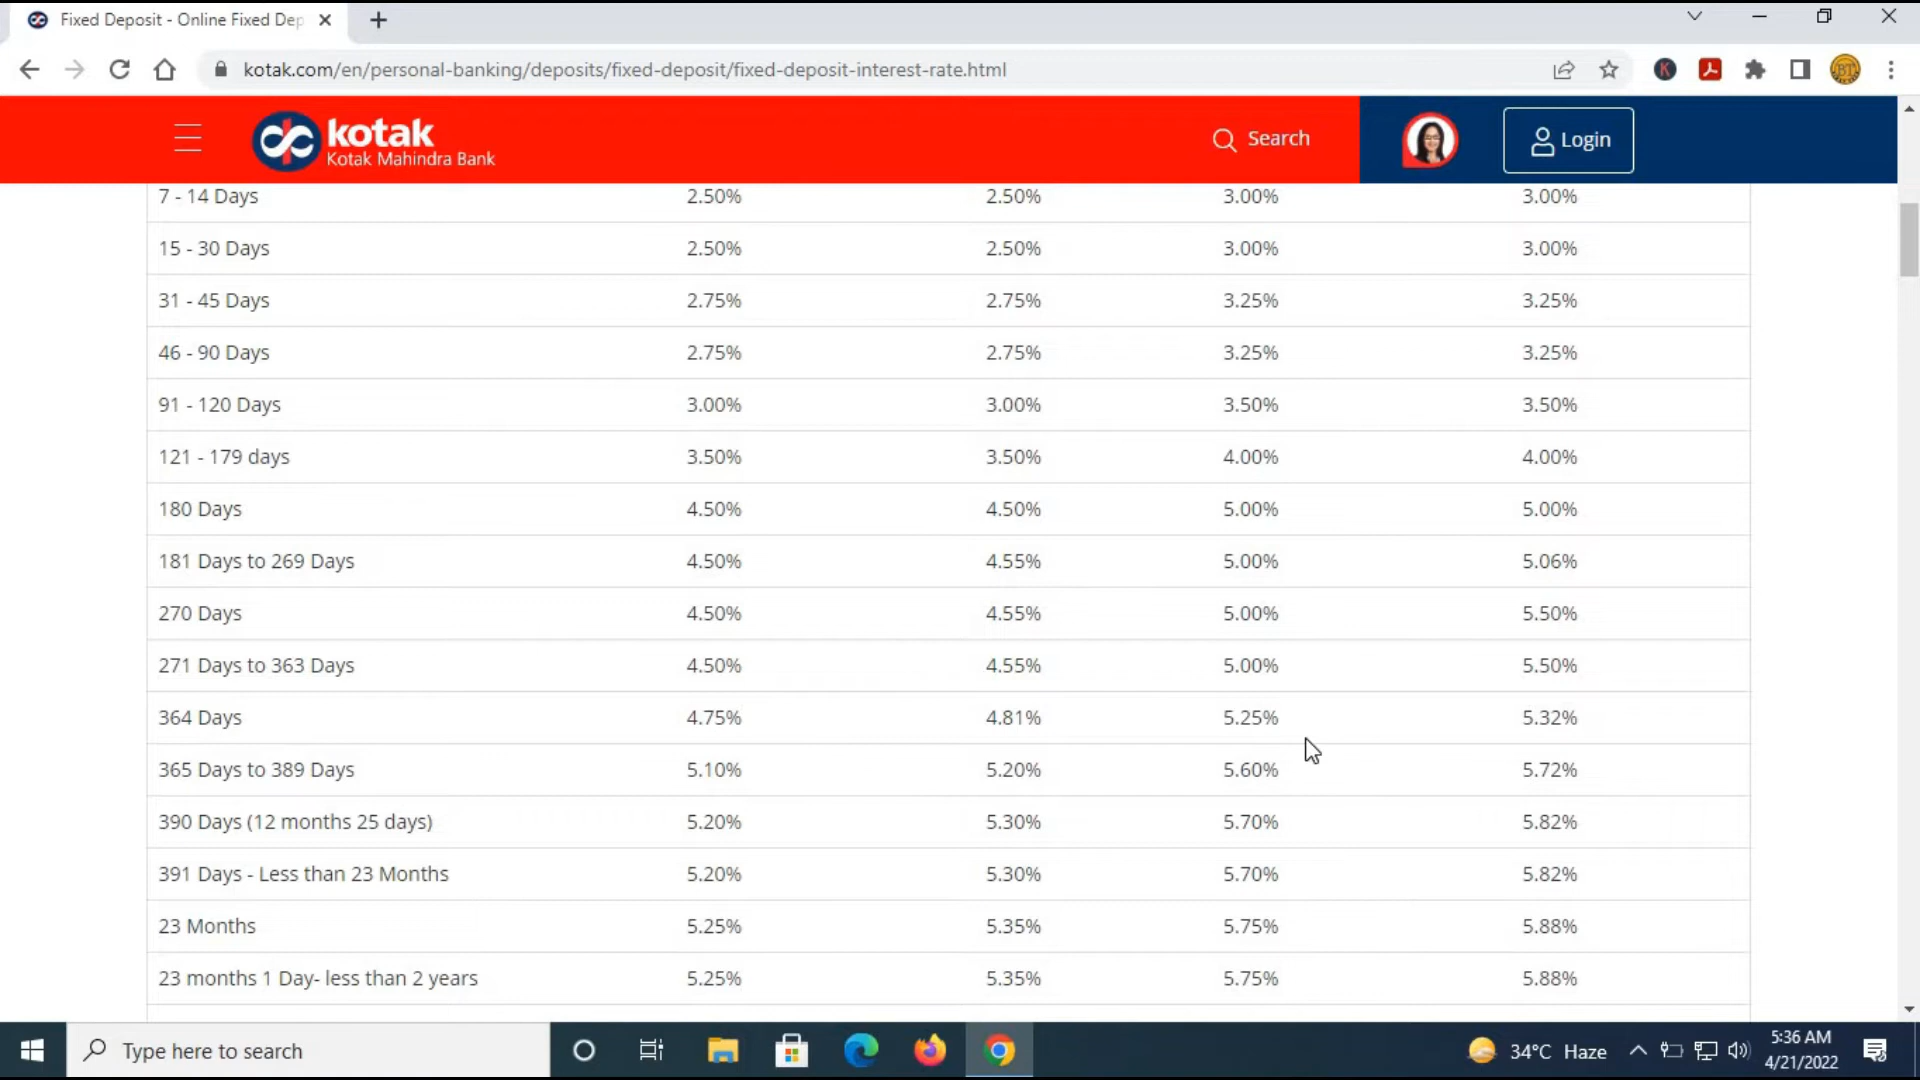 Fixed Deposit - Online Fixed Dep
kotak.com/en/personal-banking/deposits/fixed-deposit/fixed-deposit-interest-rate.html
kotak
Kotak Mahindra Bank
Search
Login
7 - 14 Days 2.50% 2.50% 3.00% 3.00%
15 - 30 Days 2.50% 2.50% 3.00% 3.00%
31 - 45 Days 2.75% 2.75% 3.25% 3.25%
46 - 90 Days 2.75% 2.75% 3.25% 3.25%
91 - 120 Days 3.00% 3.00% 3.50% 3.50%
121 - 179 days 3.50% 3.50% 4.00% 4.00%
180 Days 4.50% 4.50% 5.00% 5.00%
181 Days to 269 Days 4.50% 4.55% 5.00% 5.06%
270 Days 4.50% 4.55% 5.00% 5.50%
271 Days to 363 Days 4.50% 4.55% 5.00% 5.50%
364 Days 4.75% 4.81% 5.25% 5.32%
365 Days to 389 Days 5.10% 5.20% 5.60% 5.72%
390 Days (12 months 25 days) 5.20% 5.30% 5.70% 5.82%
391 Days - Less than 23 Months 5.20% 5.30% 5.70% 5.82%
23 Months 5.25% 5.35% 5.75% 5.88%
23 months 1 Day- less than 2 years 5.25% 5.35% 5.75% 5.88%
Type here to search
34°C Haze
5:36 AM
4/21/2022